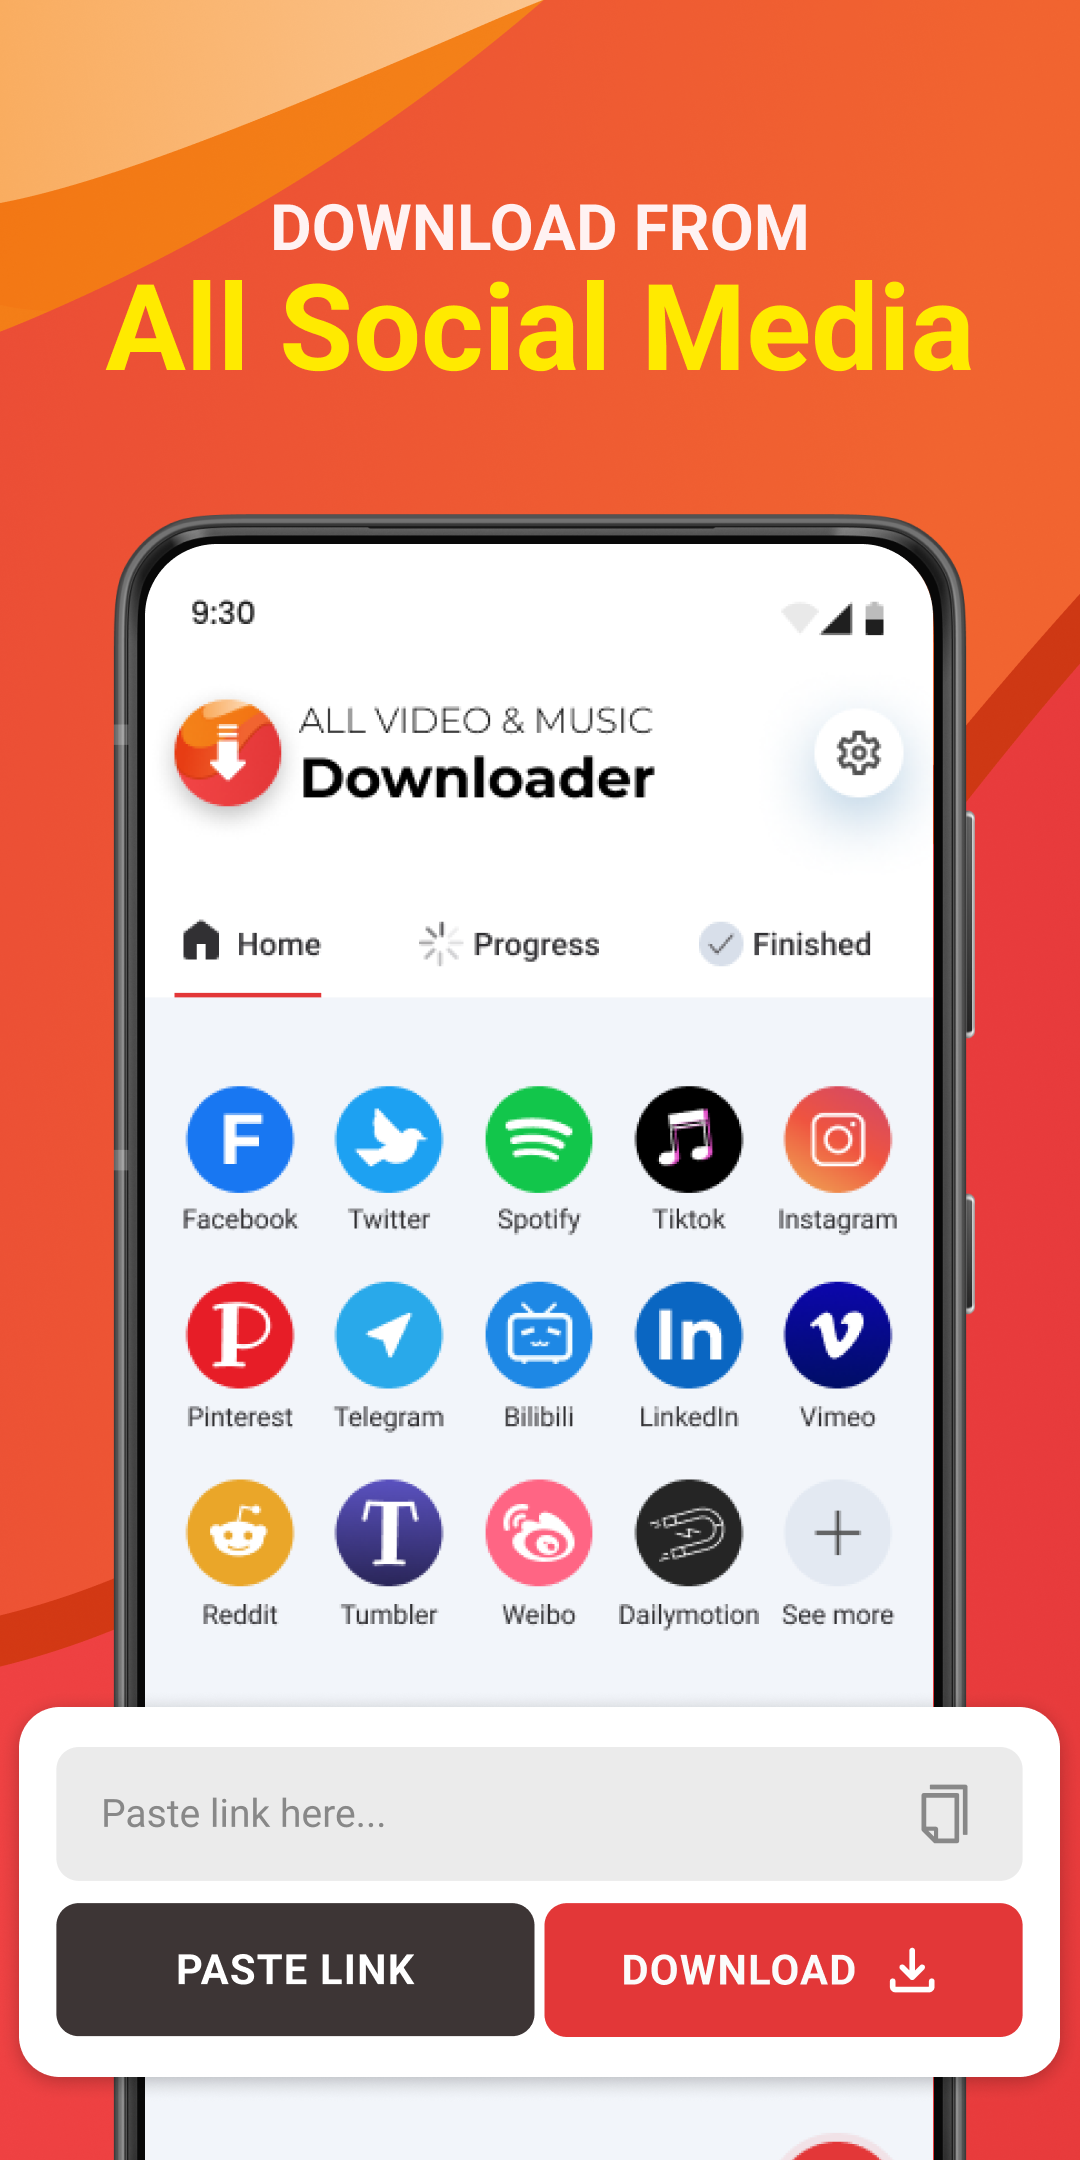 DOWNLOAD FROM
All Social Media
9:30
ALL VIDEO & MUSIC
Downloader
Home Progress Finished
F
Facebook Twitter Spotify Tiktok Instagram
P In
Pinterest Telegram Bilibili LinkedIn Vimeo
T
Reddit Tumbler Weibo Dailymotion See more
Paste link here...
PASTE LINK DOWNLOAD